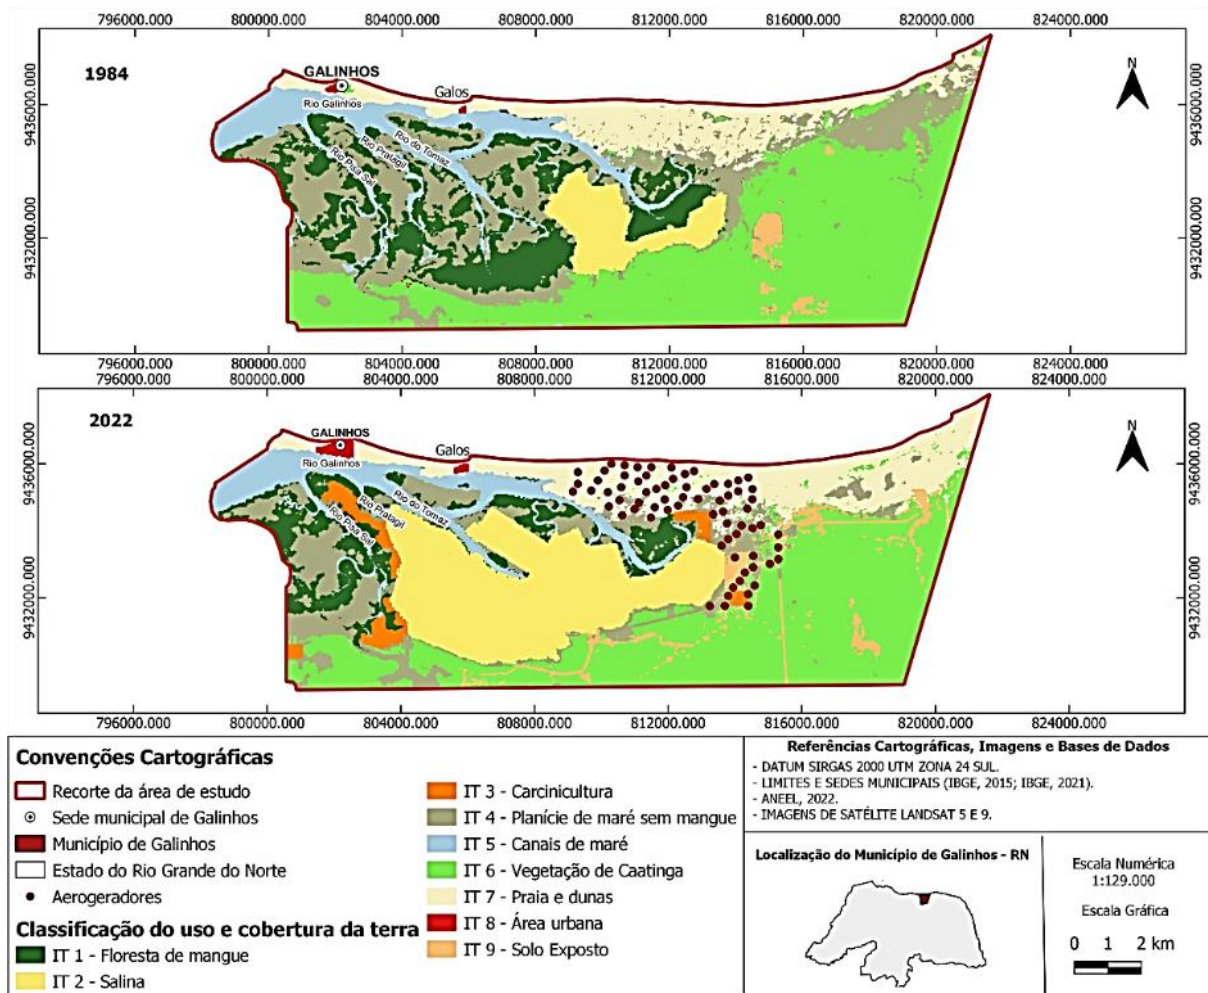 796000.000 800000.000 804000.000 808000.000 812000.000 816000.000 820000.000 824000.000
1984
GALINHOS
Galos
Rio Galinhos
Rio Pisa Sal
Rio Pratagil
Rio do Tomaz
N
9436000.000
9432000.000
9436000.000
9432000.000
796000.000 800000.000 804000.000 808000.000 812000.000 816000.000 820000.000 824000.000
796000.000 800000.000 804000.000 808000.000 812000.000 816000.000 820000.000 824000.000
2022
GALINHOS
Galos
Rio Galinhos
Rio Pisa Sal
Rio Pratagil
Rio do Tomaz
N
9436000.000
9432000.000
9436000.000
9432000.000
796000.000 800000.000 804000.000 808000.000 812000.000 816000.000 820000.000 824000.000
Convenções Cartográficas
Recorte da área de estudo
Sede municipal de Galinhos
Município de Galinhos
Estado do Rio Grande do Norte
Aerogeradores
Classificação do uso e cobertura da terra
IT 1 - Floresta de mangue
IT 2 - Salina
IT 3 - Carcinicultura
IT 4 - Planície de maré sem mangue
IT 5 - Canais de maré
IT 6 - Vegetação de Caatinga
IT 7 - Praia e dunas
IT 8 - Área urbana
IT 9 - Solo Exposto
Referências Cartográficas, Imagens e Bases de Dados
- DATUM SIRGAS 2000 UTM ZONA 24 SUL.
- LIMITES E SEDES MUNICIPAIS (IBGE, 2015; IBGE, 2021).
- ANEEL, 2022.
- IMAGENS DE SATÉLITE LANDSAT 5 E 9.
Localização do Município de Galinhos - RN
Escala Numérica
1:129.000
Escala Gráfica
0 1 2 km